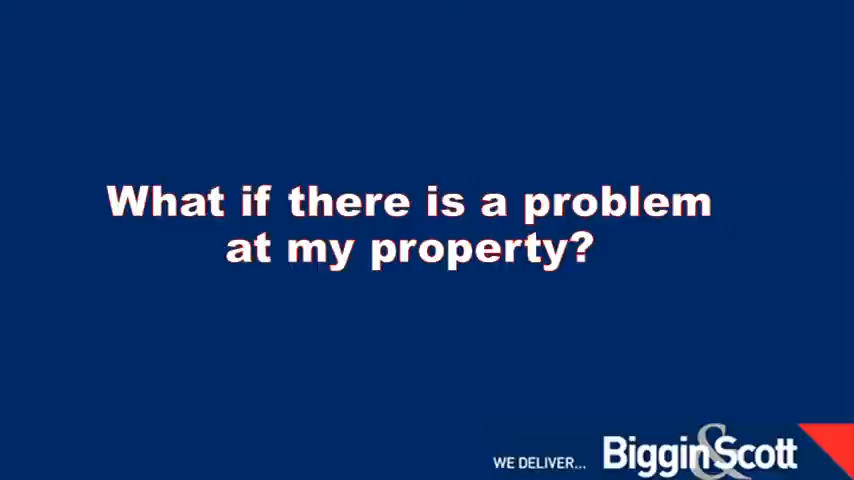 What if there is a problem
at my property?
WE DELIVER... Biggin&Scott